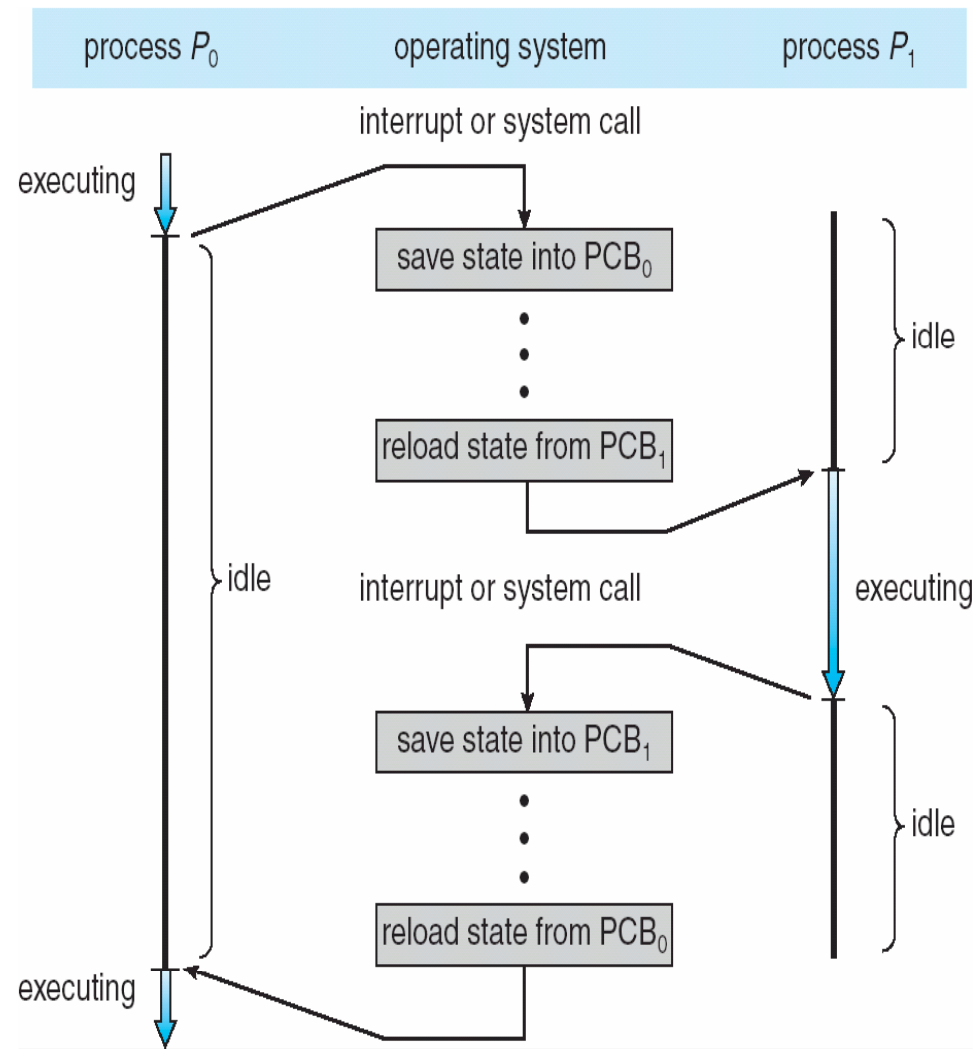 process P₀ operating system process P₁
interrupt or system call
executing
save state into PCB₀
idle
reload state from PCB₁
idle
interrupt or system call
executing
save state into PCB₁
idle
reload state from PCB₀
executing